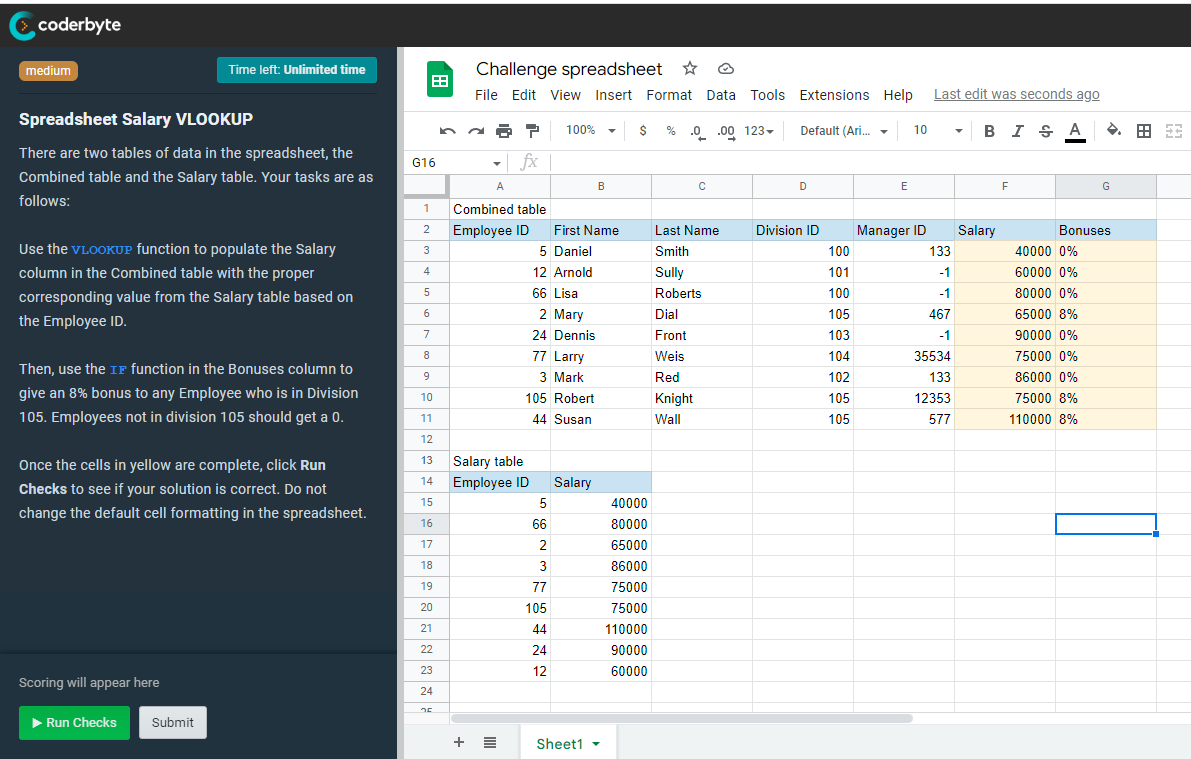 coderbyte
medium
Time left: Unlimited time
Spreadsheet Salary VLOOKUP
There are two tables of data in the spreadsheet, the
Combined table and the Salary table. Your tasks are as
follows:
Use the VLOOKUP function to populate the Salary
column in the Combined table with the proper
corresponding value from the Salary table based on
the Employee ID.
Then, use the IF function in the Bonuses column to
give an 8% bonus to any Employee who is in Division
105. Employees not in division 105 should get a 0.
Once the cells in yellow are complete, click Run
Checks to see if your solution is correct. Do not
change the default cell formatting in the spreadsheet.
Scoring will appear here
Run Checks Submit
Challenge spreadsheet
File Edit View Insert Format Data Tools Extensions Help Last edit was seconds ago
100% $ % .0 .00 123 Default (Ari... 10 B I S A
G16 fx
A B C D E F G
1 Combined table
2 Employee ID First Name Last Name Division ID Manager ID Salary Bonuses
3 5 Daniel Smith 100 133 40000 0%
4 12 Arnold Sully 101 -1 60000 0%
5 66 Lisa Roberts 100 -1 80000 0%
6 2 Mary Dial 105 467 65000 8%
7 24 Dennis Front 103 -1 90000 0%
8 77 Larry Weis 104 35534 75000 0%
9 3 Mark Red 102 133 86000 0%
10 105 Robert Knight 105 12353 75000 8%
11 44 Susan Wall 105 577 110000 8%
12
13 Salary table
14 Employee ID Salary
15 5 40000
16 66 80000
17 2 65000
18 3 86000
19 77 75000
20 105 75000
21 44 110000
22 24 90000
23 12 60000
24
25
+ Sheet1